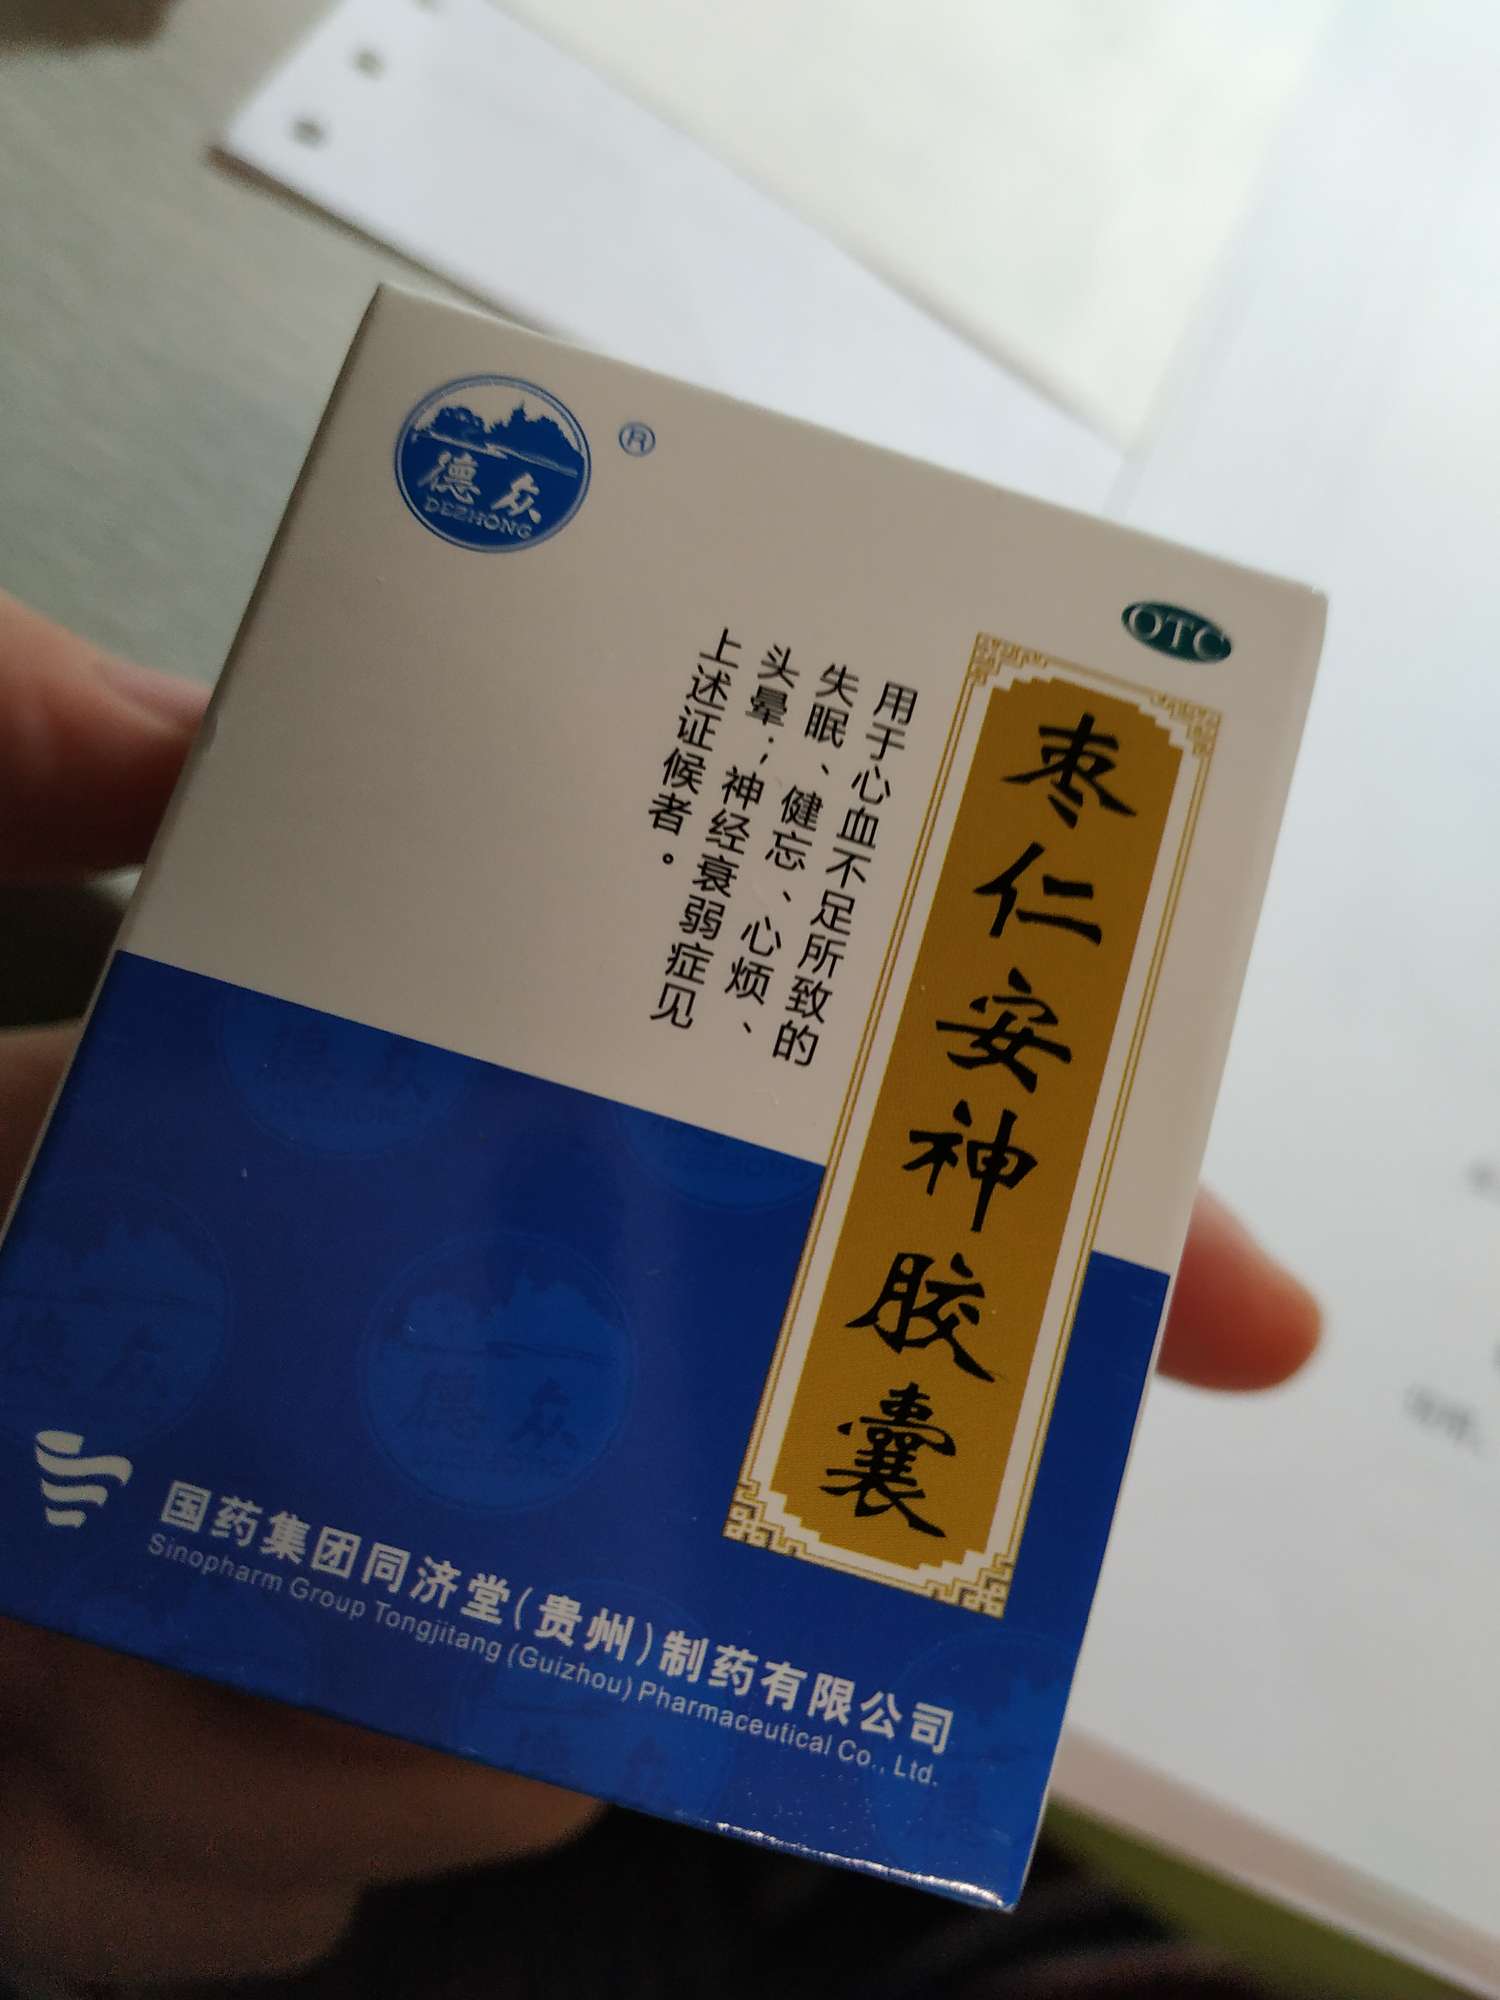 德众
DEZHONG
®
OTC
枣仁安神胶囊
用于心血不足所致的
失眠、健忘、心烦、
头晕；神经衰弱症见
上述证候者。
国药集团同济堂（贵州）制药有限公司
Sinopharm Group Tongjitang (Guizhou) Pharmaceutical Co., Ltd.